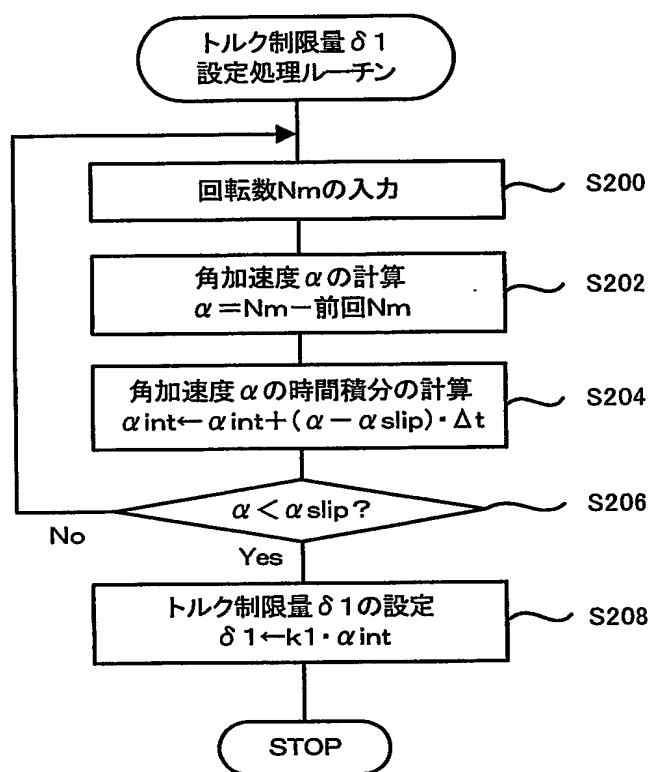 トルク制限量δ1
設定処理ルーチン
回転数Nmの入力
S200
角加速度αの計算
α=Nm－前回Nm
S202
角加速度αの時間積分の計算
αint←αint+(α－αslip)・Δt
S204
α<αslip?
S206
No
Yes
トルク制限量δ1の設定
δ1←k1・αint
S208
STOP